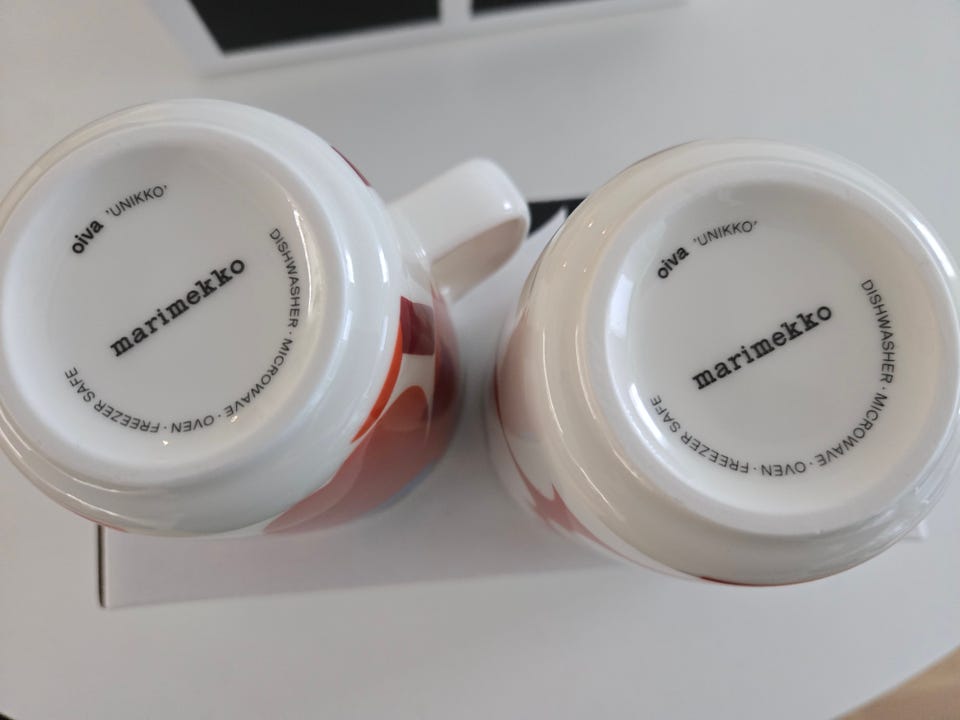 oiva 'UNIKKO'
marimekko
DISHWASHER · MICROWAVE · OVEN · FREEZER SAFE
oiva 'UNIKKO'
marimekko
DISHWASHER · MICROWAVE · OVEN · FREEZER SAFE